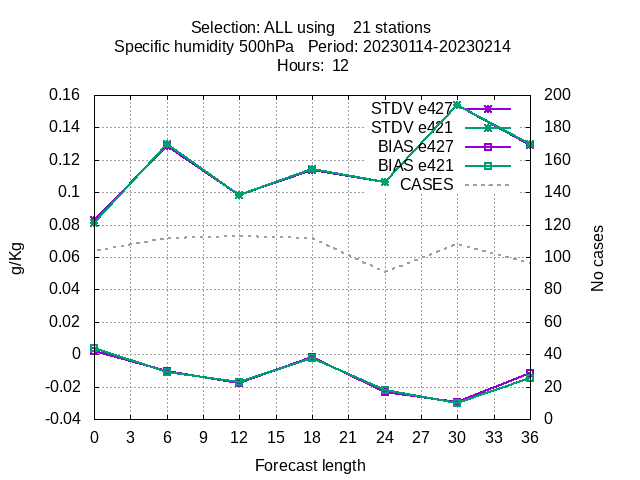 Selection: ALL using    21 stations
Specific humidity 500hPa   Period: 20230114-20230214
Hours:  12
0.16
0.14
0.12
0.1
0.08
0.06
0.04
0.02
0
-0.02
-0.04
g/Kg
STDV e427
STDV e421
BIAS e427
BIAS e421
CASES
200
180
160
140
120
100
80
60
40
20
0
No cases
0 3 6 9 12 15 18 21 24 27 30 33 36
Forecast length